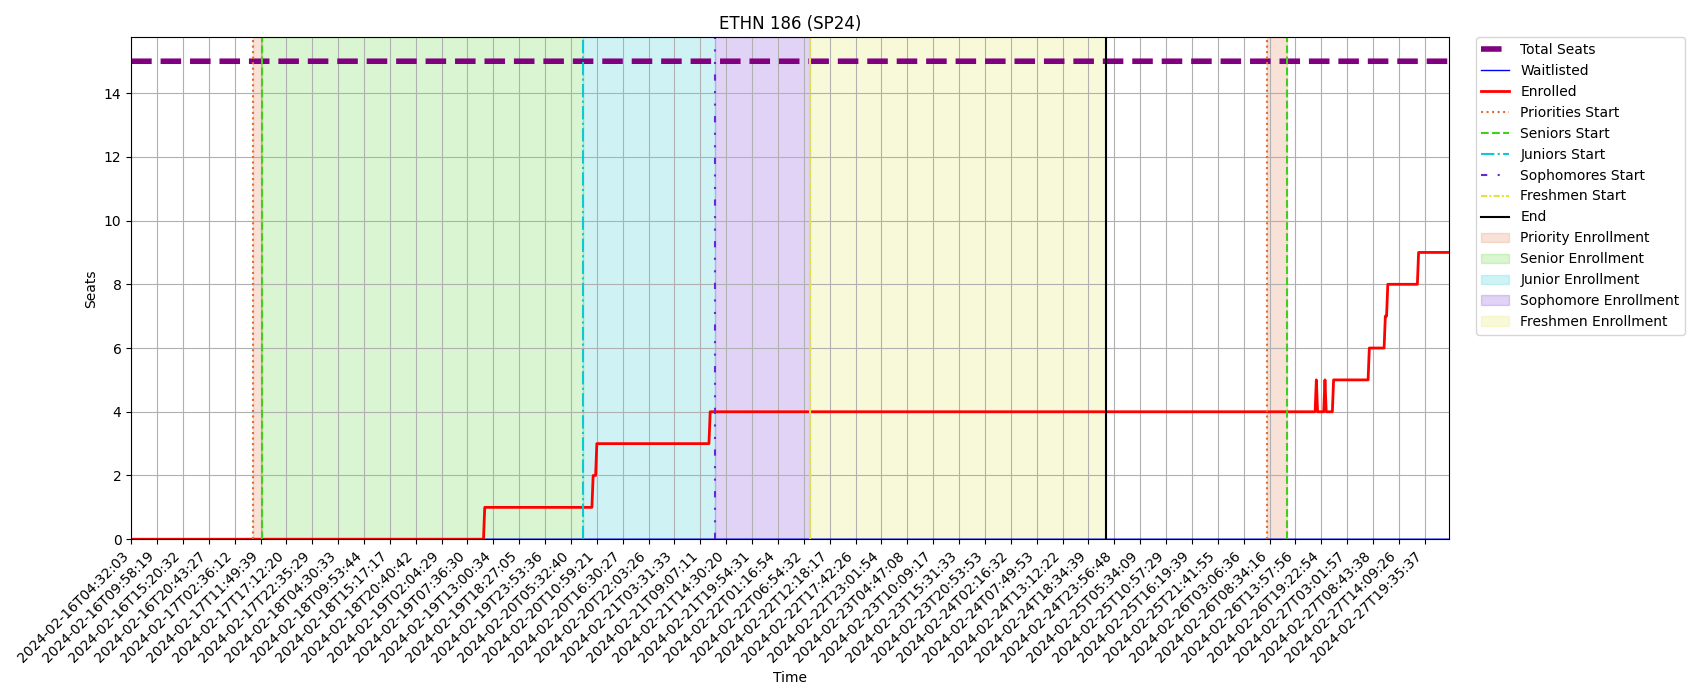 ETHN 186 (SP24)
Total Seats
Waitlisted
Enrolled
Priorities Start
Seniors Start
Juniors Start
Sophomores Start
Freshmen Start
End
Priority Enrollment
Senior Enrollment
Junior Enrollment
Sophomore Enrollment
Freshmen Enrollment
Seats
14
12
10
8
6
4
2
0
2024-02-16T04:32:03
2024-02-16T09:58:19
2024-02-16T15:20:32
2024-02-16T20:43:27
2024-02-17T02:36:12
2024-02-17T11:49:39
2024-02-17T17:12:20
2024-02-17T22:35:29
2024-02-18T04:30:33
2024-02-18T09:53:44
2024-02-18T15:17:17
2024-02-18T20:40:42
2024-02-19T02:04:29
2024-02-19T07:36:30
2024-02-19T13:00:34
2024-02-19T18:27:05
2024-02-19T23:53:36
2024-02-20T05:32:40
2024-02-20T10:59:21
2024-02-20T16:30:27
2024-02-20T22:03:26
2024-02-21T03:31:33
2024-02-21T09:07:11
2024-02-21T14:30:20
2024-02-21T19:54:31
2024-02-22T01:16:54
2024-02-22T06:54:32
2024-02-22T12:18:17
2024-02-22T17:42:26
2024-02-22T23:01:54
2024-02-23T04:47:08
2024-02-23T10:09:17
2024-02-23T15:31:33
2024-02-23T20:53:53
2024-02-24T02:16:32
2024-02-24T07:49:53
2024-02-24T13:12:22
2024-02-24T18:34:39
2024-02-24T23:56:48
2024-02-25T05:34:09
2024-02-25T10:57:29
2024-02-25T16:19:39
2024-02-25T21:41:55
2024-02-26T03:06:36
2024-02-26T08:34:16
2024-02-26T13:57:56
2024-02-26T19:22:54
2024-02-27T03:01:57
2024-02-27T08:43:38
2024-02-27T14:09:26
2024-02-27T19:35:37
Time